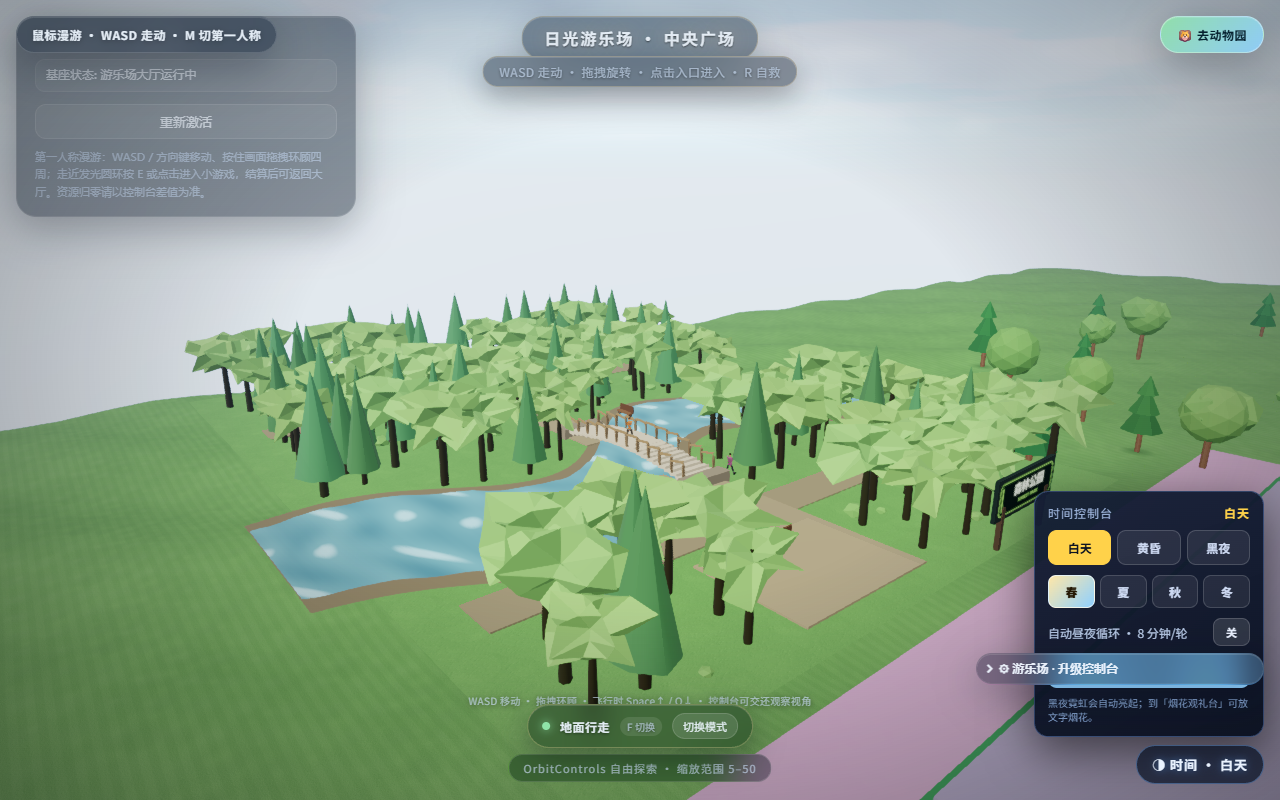 鼠标漫游 • WASD 走动 • M 切第一人称
基座状态: 游乐场大厅运行中
重新激活
第一人称漫游：WASD / 方向键移动、按住画面拖拽环顾四
周；走近发光圆环按 E 或点击进入小游戏，结算后可返回大
厅。资源归零请以控制台差值为准。
日光游乐场 • 中央广场
WASD 走动 • 拖拽旋转 • 点击入口进入 • R 自救
去动物园
森林公园
时间控制台 白天
白天 黄昏 黑夜
春 夏 秋 冬
自动昼夜循环 • 8 分钟/轮 关
游乐场 · 升级控制台
黑夜霓虹会自动亮起；到「烟花观礼台」可放
文字烟花。
WASD 移动 • 拖拽环顾 • 飞行时 Space↑ / Q↓ • 控制台可交还观察视角
地面行走 F 切换 切换模式
OrbitControls 自由探索 • 缩放范围 5–50
时间 • 白天